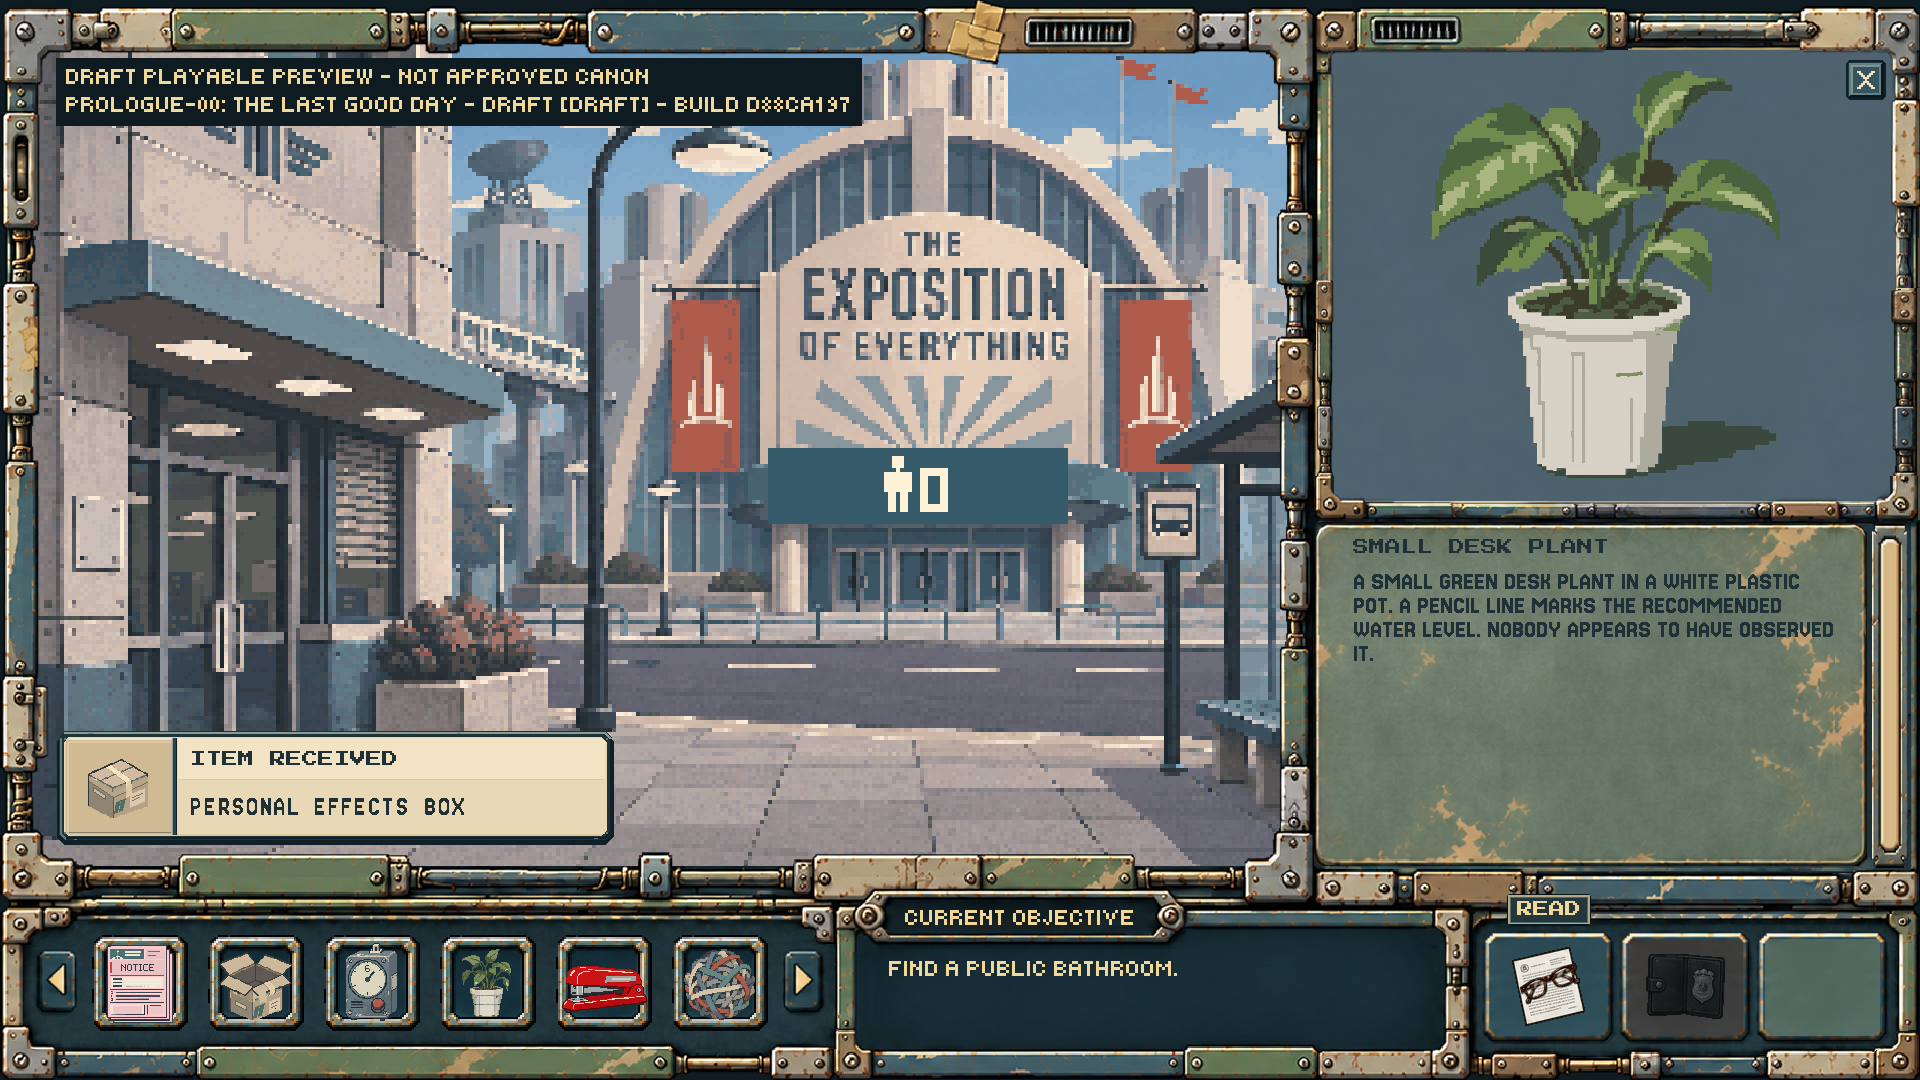 DRAFT PLAYABLE PREVIEW - NOT APPROVED CANON
PROLOGUE-00: THE LAST GOOD DAY - DRAFT [DRAFT] - BUILD D88CA197
THE
EXPOSITION
OF EVERYTHING
ITEM RECEIVED
PERSONAL EFFECTS BOX
SMALL DESK PLANT
A SMALL GREEN DESK PLANT IN A WHITE PLASTIC
POT. A PENCIL LINE MARKS THE RECOMMENDED
WATER LEVEL. NOBODY APPEARS TO HAVE OBSERVED
IT.
NOTICE
CURRENT OBJECTIVE
FIND A PUBLIC BATHROOM.
READ